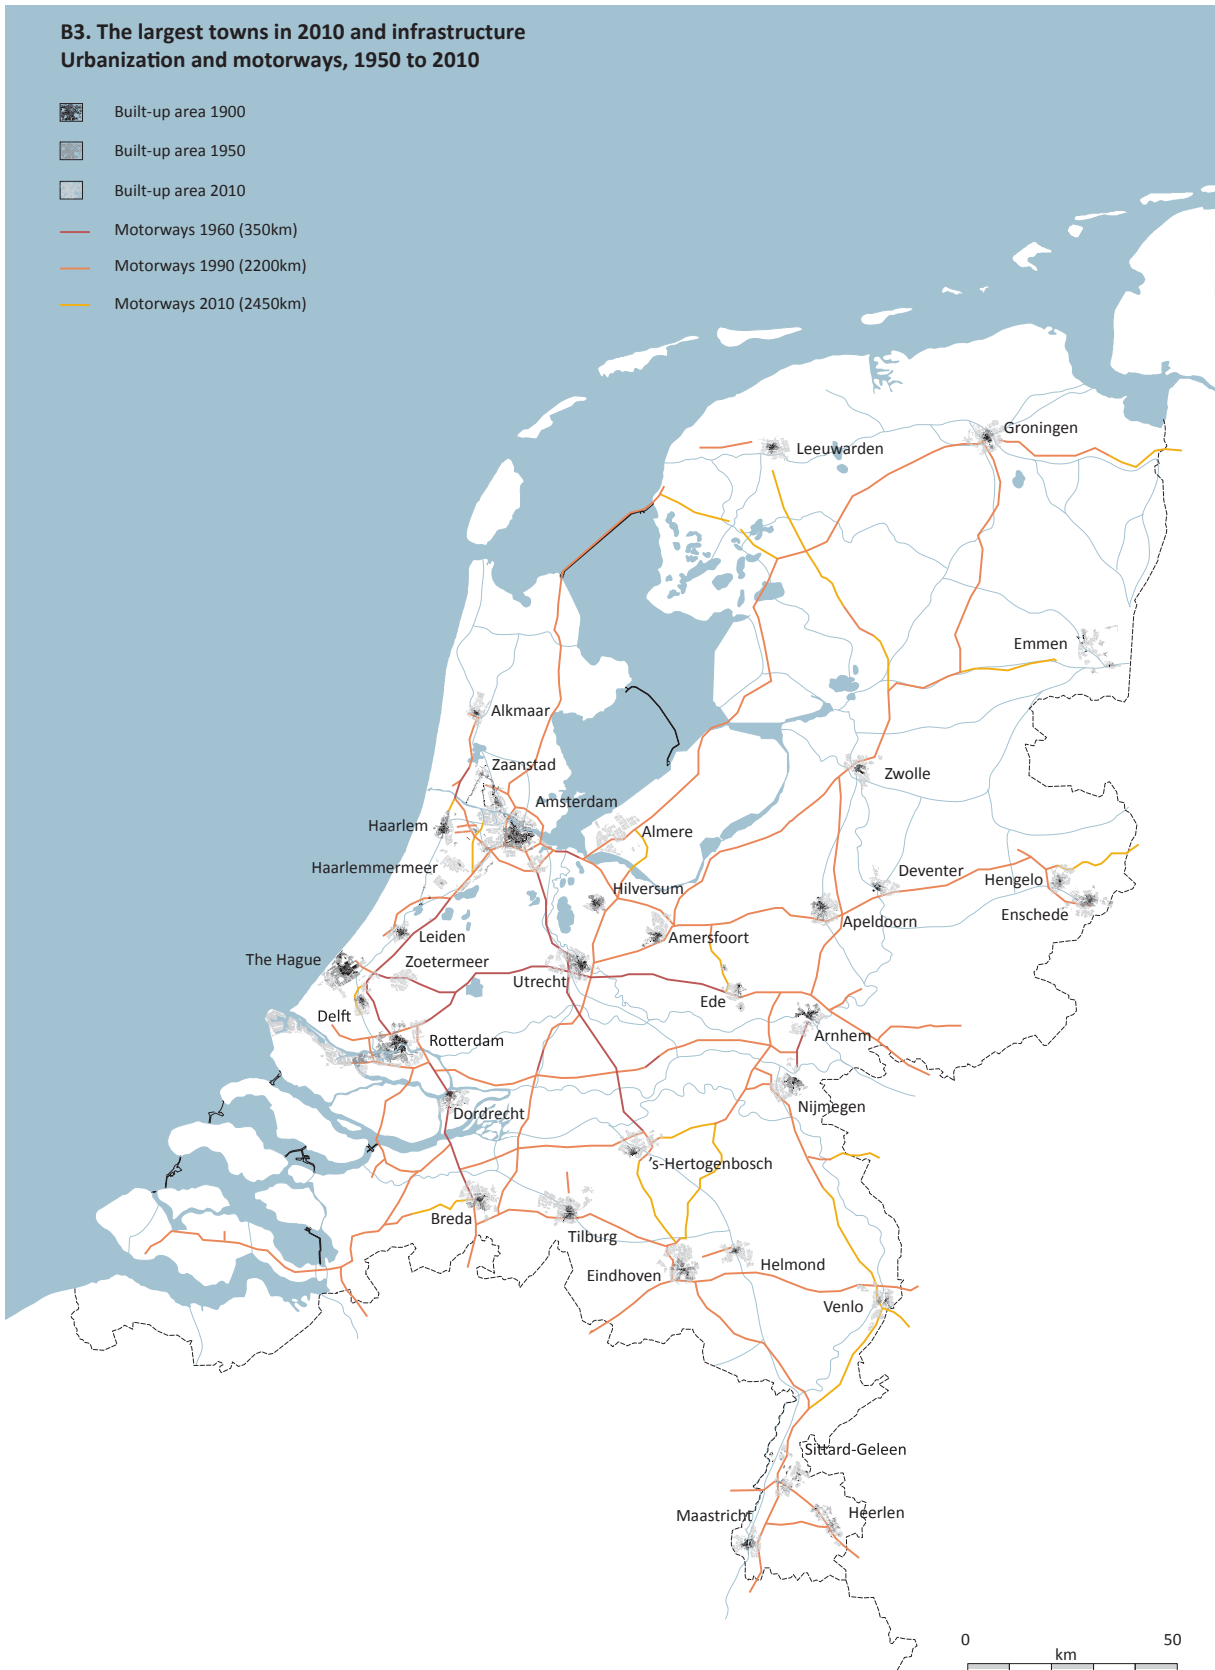 B3. The largest towns in 2010 and infrastructure
Urbanization and motorways, 1950 to 2010
Built-up area 1900
Built-up area 1950
Built-up area 2010
Motorways 1960 (350km)
Motorways 1990 (2200km)
Motorways 2010 (2450km)
Groningen
Leeuwarden
Emmen
Alkmaar
Zaanstad
Zwolle
Amsterdam
Haarlem
Almere
Haarlemmermeer
Deventer
Hengelo
Hilversum
Enschede
Apeldoorn
Leiden
Amersfoort
The Hague
Zoetermeer
Utrecht
Ede
Delft
Arnhem
Rotterdam
Nijmegen
Dordrecht
's-Hertogenbosch
Breda
Tilburg
Helmond
Eindhoven
Venlo
Sittard-Geleen
Maastricht
Heerlen
0 50
km